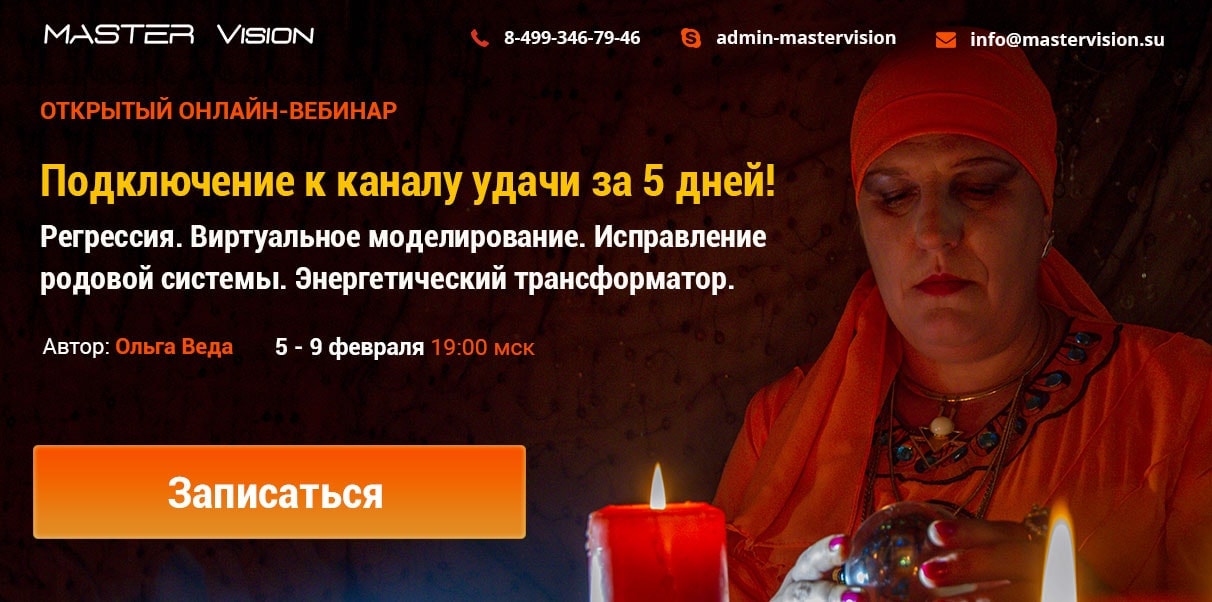 MASTER VISION
8-499-346-79-46
admin-mastervision
info@mastervision.su
ОТКРЫТЫЙ ОНЛАЙН-ВЕБИНАР
Подключение к каналу удачи за 5 дней!
Регрессия. Виртуальное моделирование. Исправление
родовой системы. Энергетический трансформатор.
Автор: Ольга Веда
5 - 9 февраля 19:00 мск
Записаться